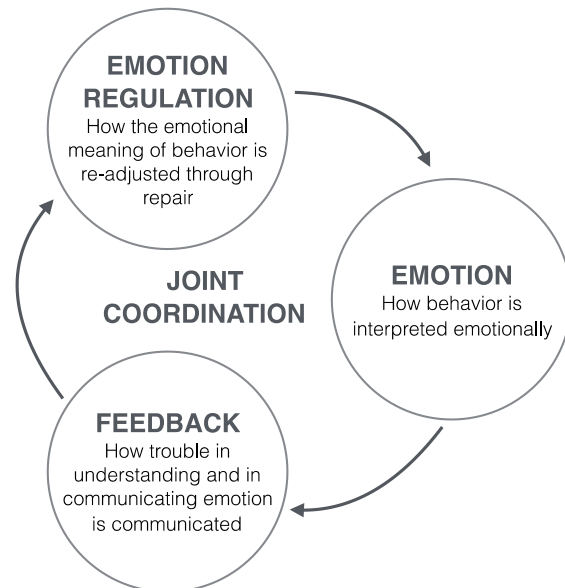 EMOTION
REGULATION
How the emotional
meaning of behavior is
re-adjusted through
repair
JOINT
COORDINATION
EMOTION
How behavior is
interpreted emotionally
FEEDBACK
How trouble in
understanding and in
communicating emotion
is communicated